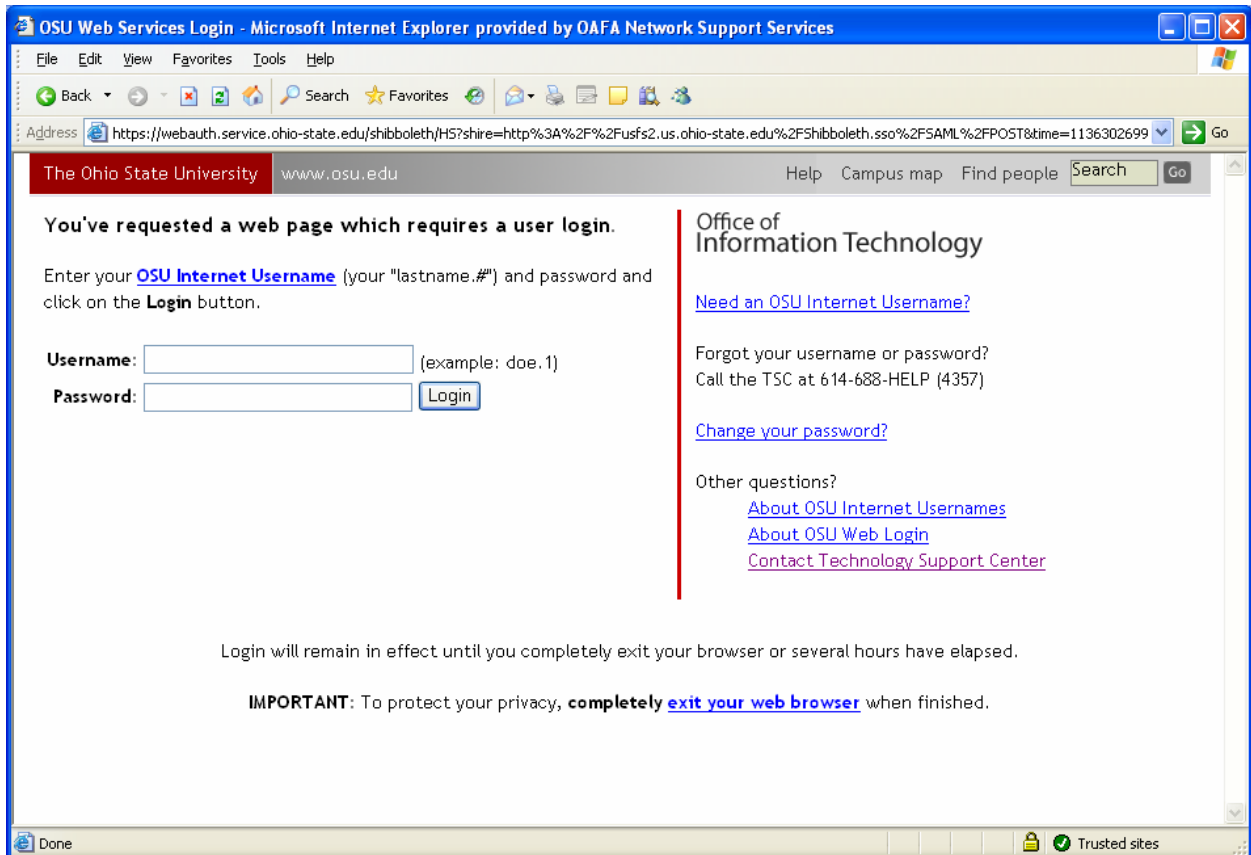 OSU Web Services Login - Microsoft Internet Explorer provided by OAFA Network Support Services
File Edit View Favorites Tools Help
Back Search Favorites
Address https://webauth.service.ohio-state.edu/shibboleth/HS?shire=http%3A%2F%2Fusfs2.us.ohio-state.edu%2FShibboleth.sso%2FSAML%2FPOST&time=1136302699 Go
The Ohio State University www.osu.edu Help Campus map Find people Search Go
You've requested a web page which requires a user login.
Enter your OSU Internet Username (your "lastname.#") and password and
click on the Login button.
Username: (example: doe.1)
Password: Login
Office of
Information Technology
Need an OSU Internet Username?
Forgot your username or password?
Call the TSC at 614-688-HELP (4357)
Change your password?
Other questions?
About OSU Internet Usernames
About OSU Web Login
Contact Technology Support Center
Login will remain in effect until you completely exit your browser or several hours have elapsed.
IMPORTANT: To protect your privacy, completely exit your web browser when finished.
Done Trusted sites